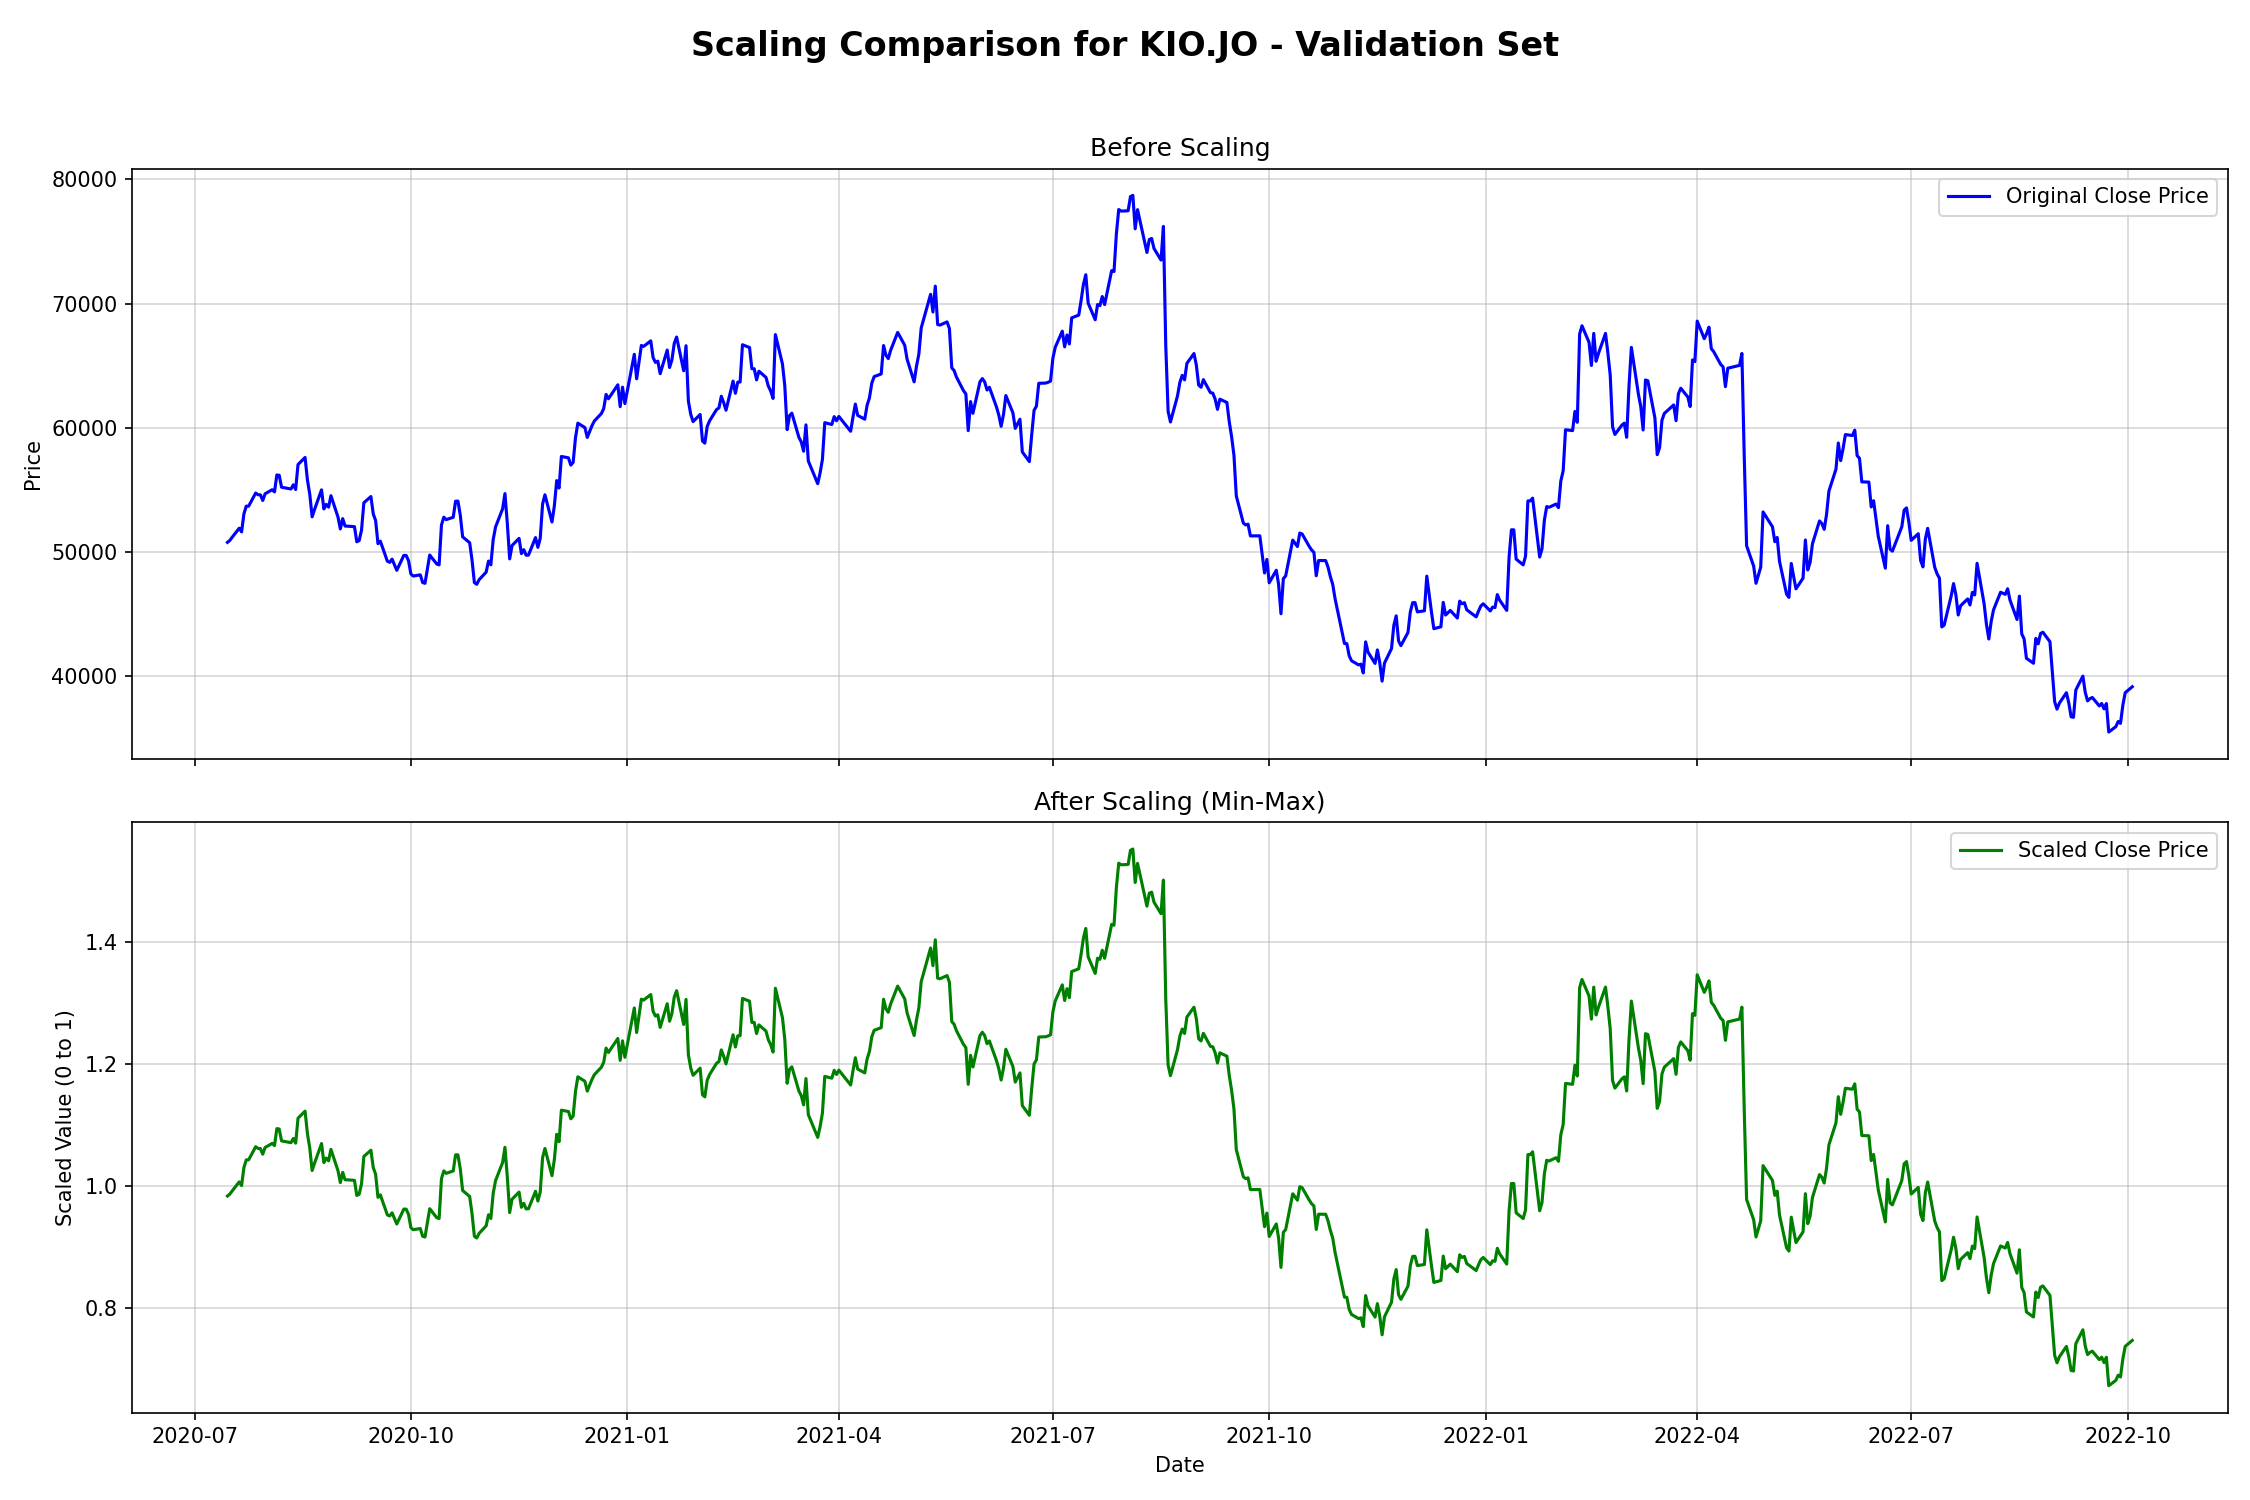 Scaling Comparison for KIO.JO - Validation Set
Before Scaling
Price
80000
70000
60000
50000
40000
Original Close Price
After Scaling (Min-Max)
Scaled Value (0 to 1)
1.4
1.2
1.0
0.8
Scaled Close Price
2020-07 2020-10 2021-01 2021-04 2021-07 2021-10 2022-01 2022-04 2022-07 2022-10
Date